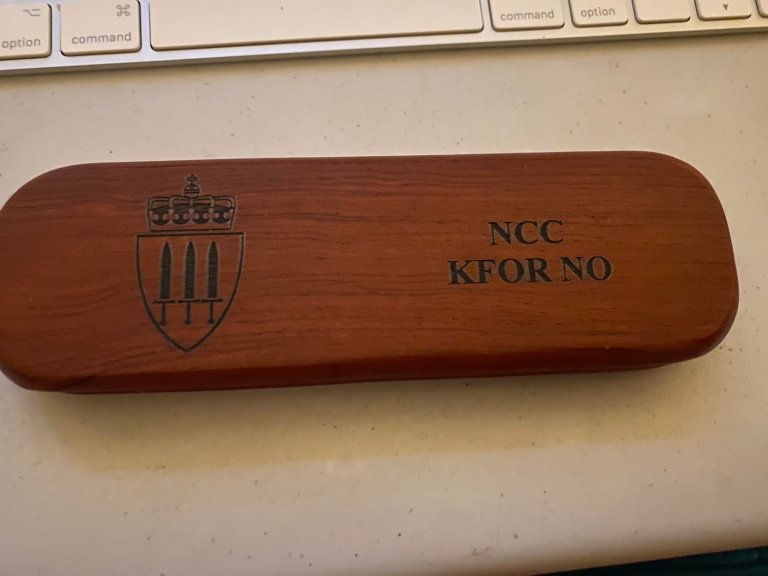 option
⌥
command
⌘
command
option
NCC
KFOR NO